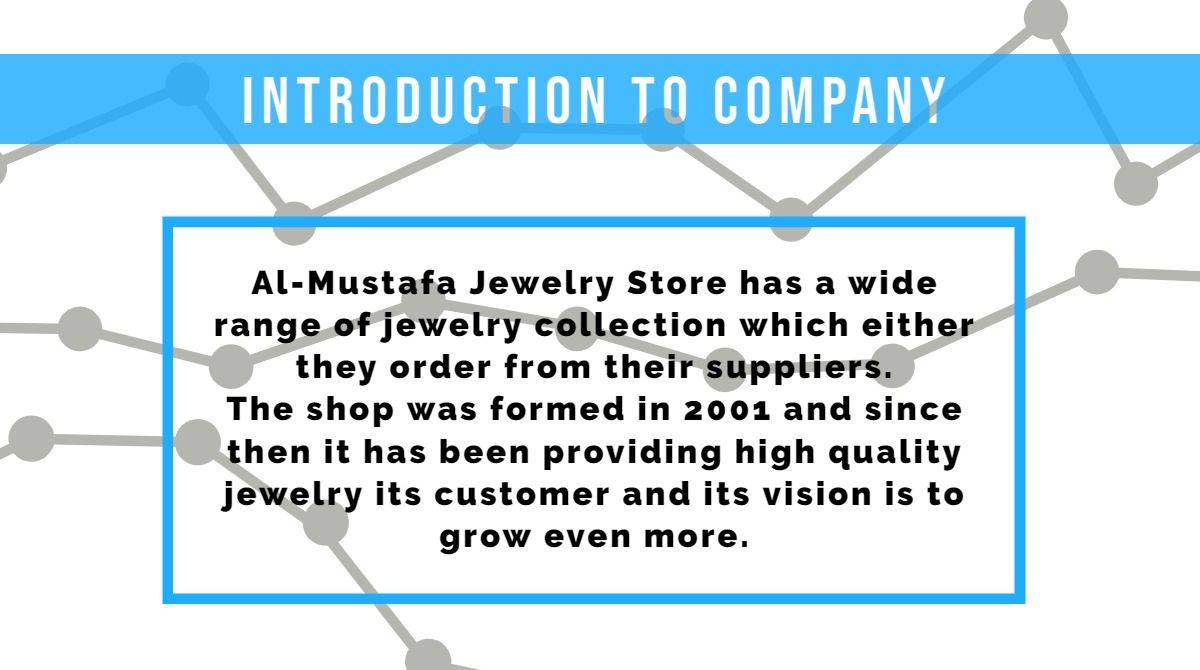 INTRODUCTION TO COMPANY
Al-Mustafa Jewelry Store has a wide
range of jewelry collection which either
they order from their suppliers.
The shop was formed in 2001 and since
then it has been providing high quality
jewelry its customer and its vision is to
grow even more.